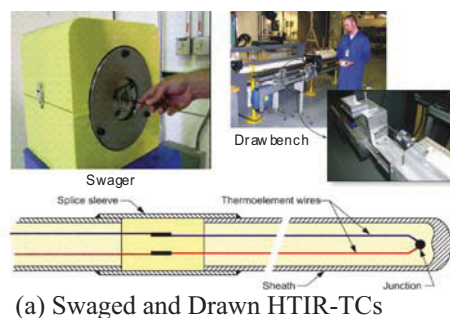 Swager
Drawbench
Splice sleeve
Thermoelement wires
Sheath
Junction
(a) Swaged and Drawn HTIR-TCs